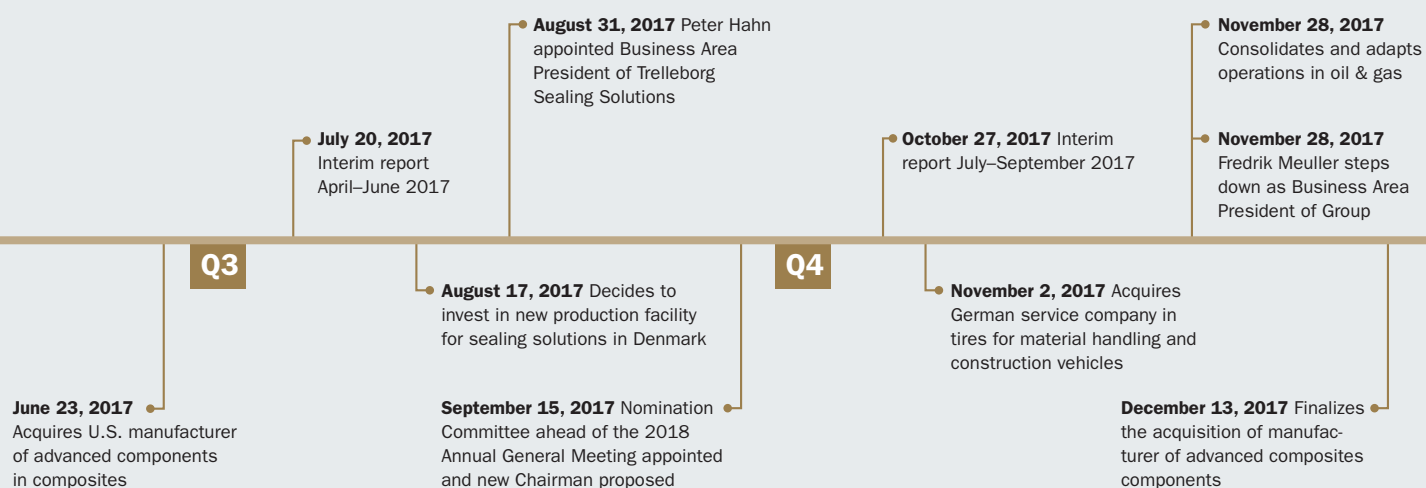 August 31, 2017 Peter Hahn
appointed Business Area
President of Trelleborg
Sealing Solutions
November 28, 2017
Consolidates and adapts
operations in oil & gas
July 20, 2017
Interim report
April–June 2017
October 27, 2017 Interim
report July–September 2017
November 28, 2017
Fredrik Meuller steps
down as Business Area
President of Group
Q3
Q4
August 17, 2017 Decides to
invest in new production facility
for sealing solutions in Denmark
November 2, 2017 Acquires
German service company in
tires for material handling and
construction vehicles
June 23, 2017
Acquires U.S. manufacturer
of advanced components
in composites
September 15, 2017 Nomination
Committee ahead of the 2018
Annual General Meeting appointed
and new Chairman proposed
December 13, 2017 Finalizes
the acquisition of manufac-
turer of advanced composites
components